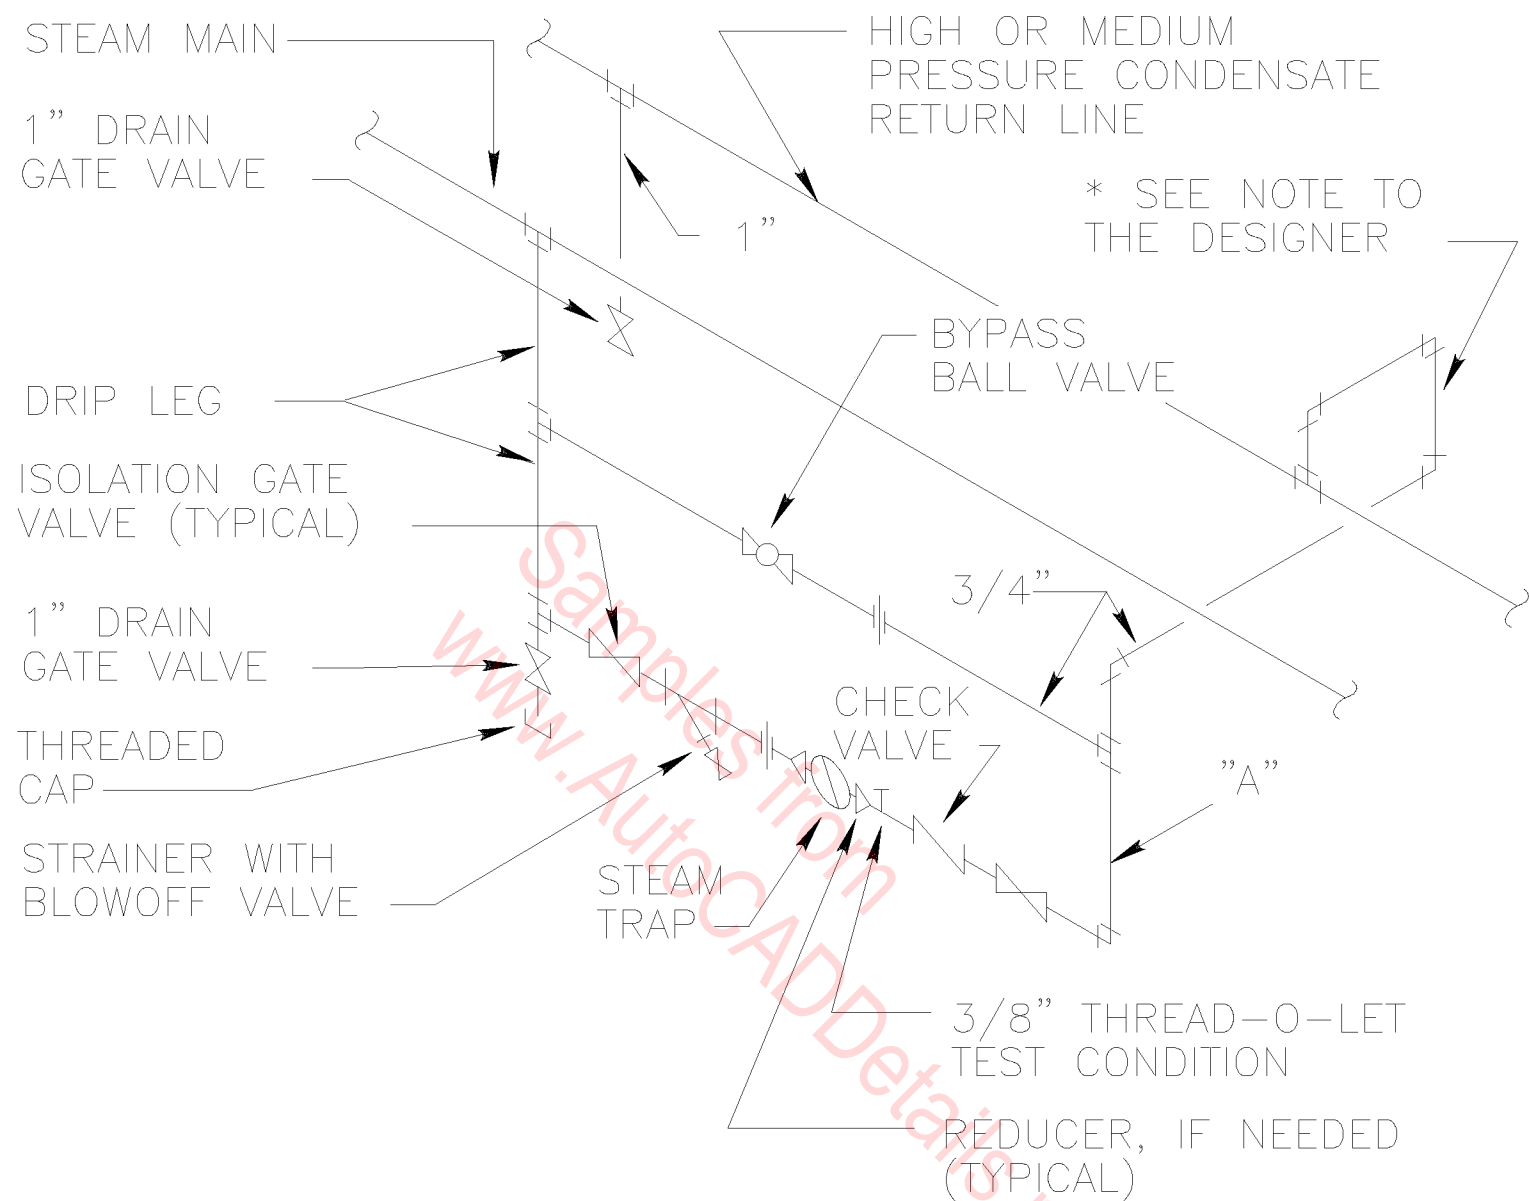 STEAM MAIN
HIGH OR MEDIUM
PRESSURE CONDENSATE
RETURN LINE
1” DRAIN
GATE VALVE
* SEE NOTE TO
THE DESIGNER
1”
BYPASS
BALL VALVE
DRIP LEG
ISOLATION GATE
VALVE (TYPICAL)
3/4”
1” DRAIN
GATE VALVE
CHECK
VALVE
THREADED
CAP
”A”
STRAINER WITH
BLOWOFF VALVE
STEAM
TRAP
3/8” THREAD-O-LET
TEST CONDITION
REDUCER, IF NEEDED
(TYPICAL)
Samples from
www.AutoCADDetails